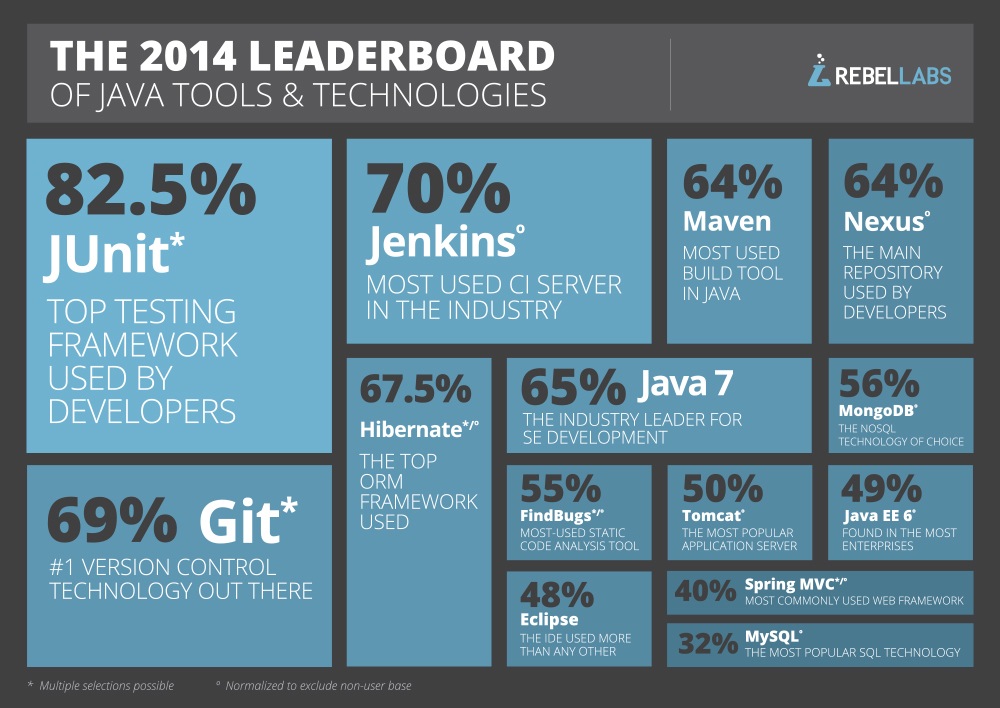 THE 2014 LEADERBOARD
OF JAVA TOOLS & TECHNOLOGIES
REBELLABS
82.5%
JUnit*
TOP TESTING
FRAMEWORK
USED BY
DEVELOPERS
70%
Jenkinsº
MOST USED CI SERVER
IN THE INDUSTRY
64%
Maven
MOST USED
BUILD TOOL
IN JAVA
64%
Nexusº
THE MAIN
REPOSITORY
USED BY
DEVELOPERS
67.5%
Hibernate*/º
THE TOP
ORM
FRAMEWORK
USED
65% Java 7
THE INDUSTRY LEADER FOR
SE DEVELOPMENT
56%
MongoDBº
THE NOSQL
TECHNOLOGY OF CHOICE
69% Git*
#1 VERSION CONTROL
TECHNOLOGY OUT THERE
55%
FindBugs*/º
MOST-USED STATIC
CODE ANALYSIS TOOL
50%
Tomcatº
THE MOST POPULAR
APPLICATION SERVER
49%
Java EE 6º
FOUND IN THE MOST
ENTERPRISES
48%
Eclipse
THE IDE USED MORE
THAN ANY OTHER
40% Spring MVC*/º
MOST COMMONLY USED WEB FRAMEWORK
32% MySQLº
THE MOST POPULAR SQL TECHNOLOGY
* Multiple selections possible
º Normalized to exclude non-user base